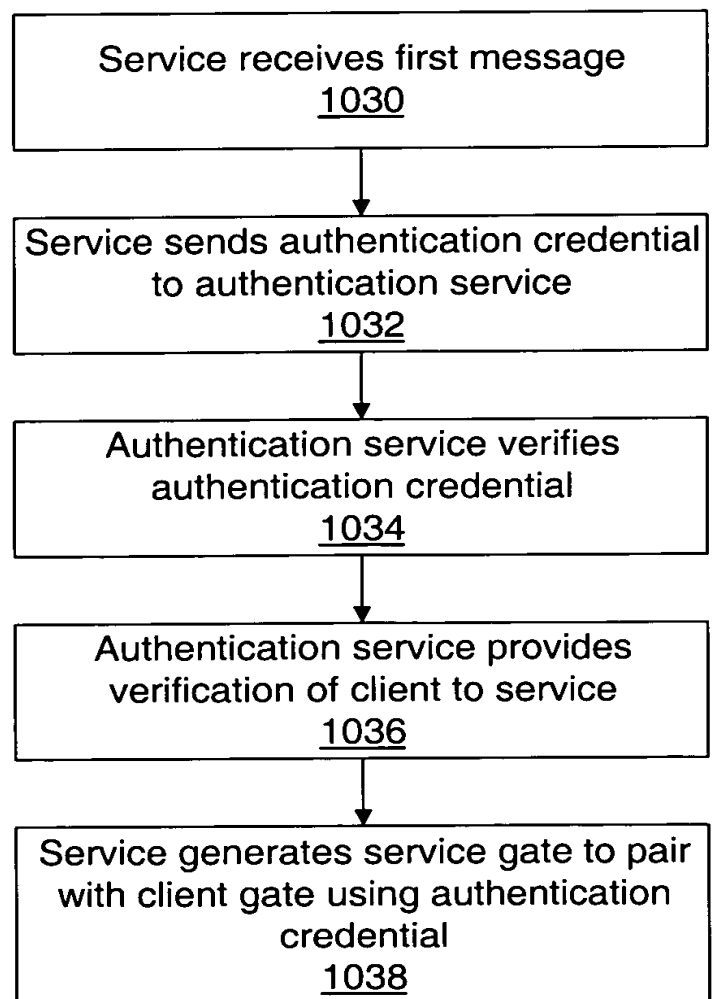 Service receives first message
1030
Service sends authentication credential
to authentication service
1032
Authentication service verifies
authentication credential
1034
Authentication service provides
verification of client to service
1036
Service generates service gate to pair
with client gate using authentication
credential
1038